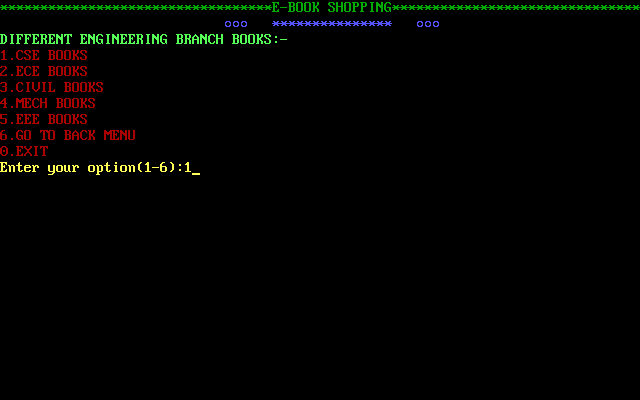 **********************************E-BOOK SHOPPING*******************************
ooo *************** ooo
DIFFERENT ENGINEERING BRANCH BOOKS:-
1.CSE BOOKS
2.ECE BOOKS
3.CIVIL BOOKS
4.MECH BOOKS
5.EEE BOOKS
6.GO TO BACK MENU
0.EXIT
Enter your option(1-6):1_